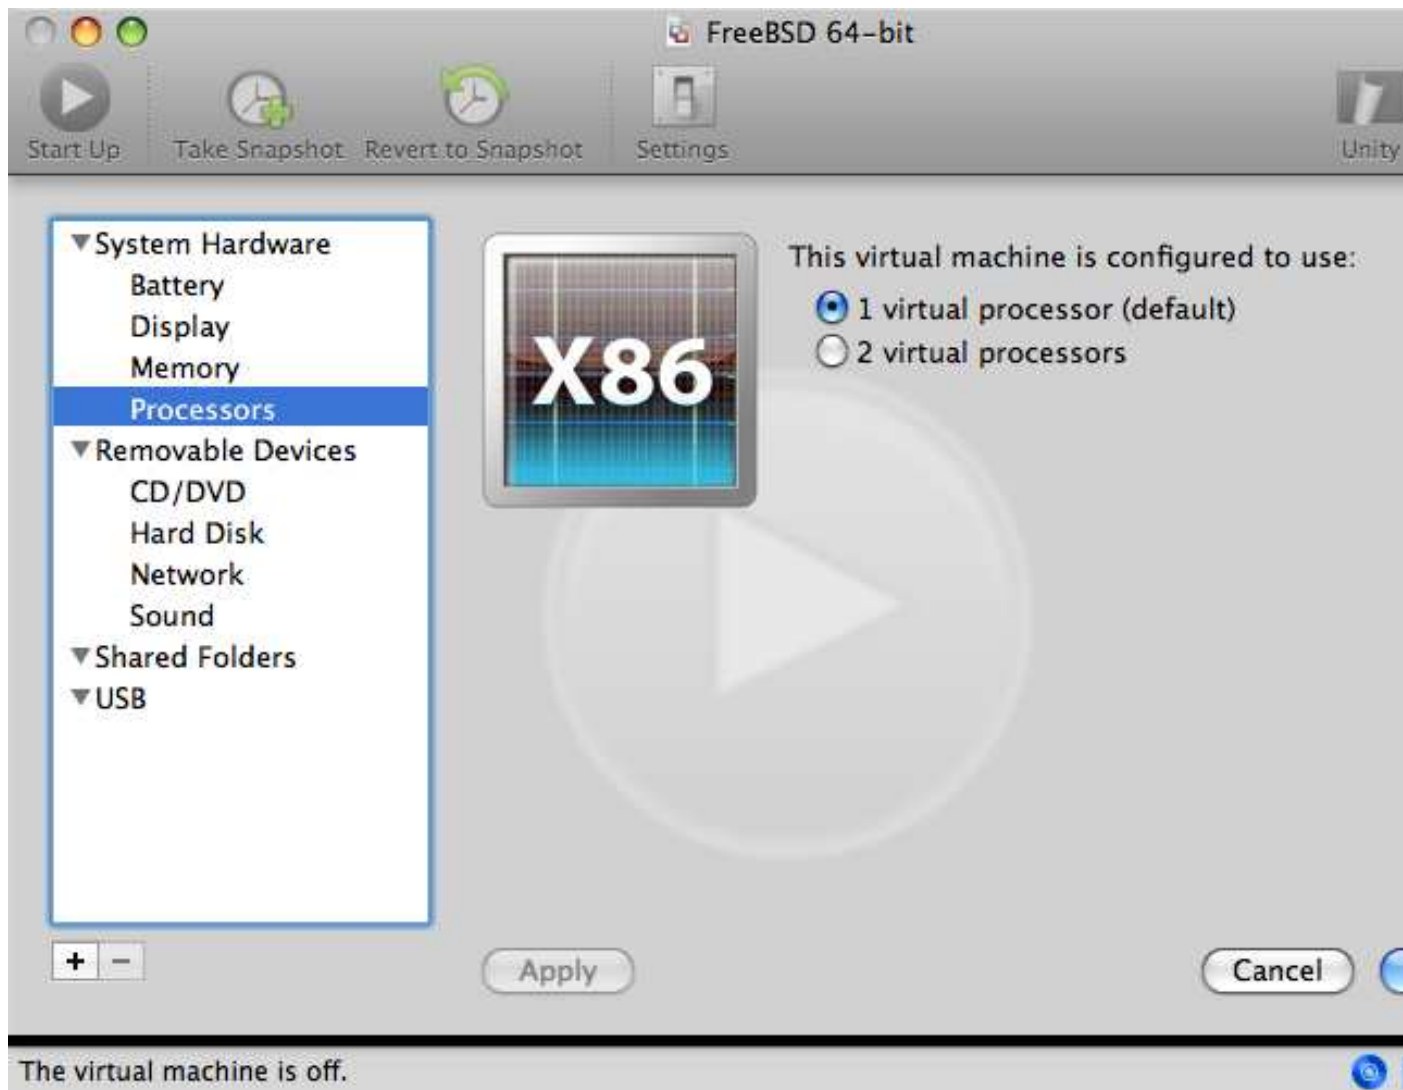 FreeBSD 64-bit
Start Up
Take Snapshot
Revert to Snapshot
Settings
Unity
System Hardware
Battery
Display
Memory
Processors
Removable Devices
CD/DVD
Hard Disk
Network
Sound
Shared Folders
USB
X86
This virtual machine is configured to use:
1 virtual processor (default)
2 virtual processors
Apply
Cancel
The virtual machine is off.